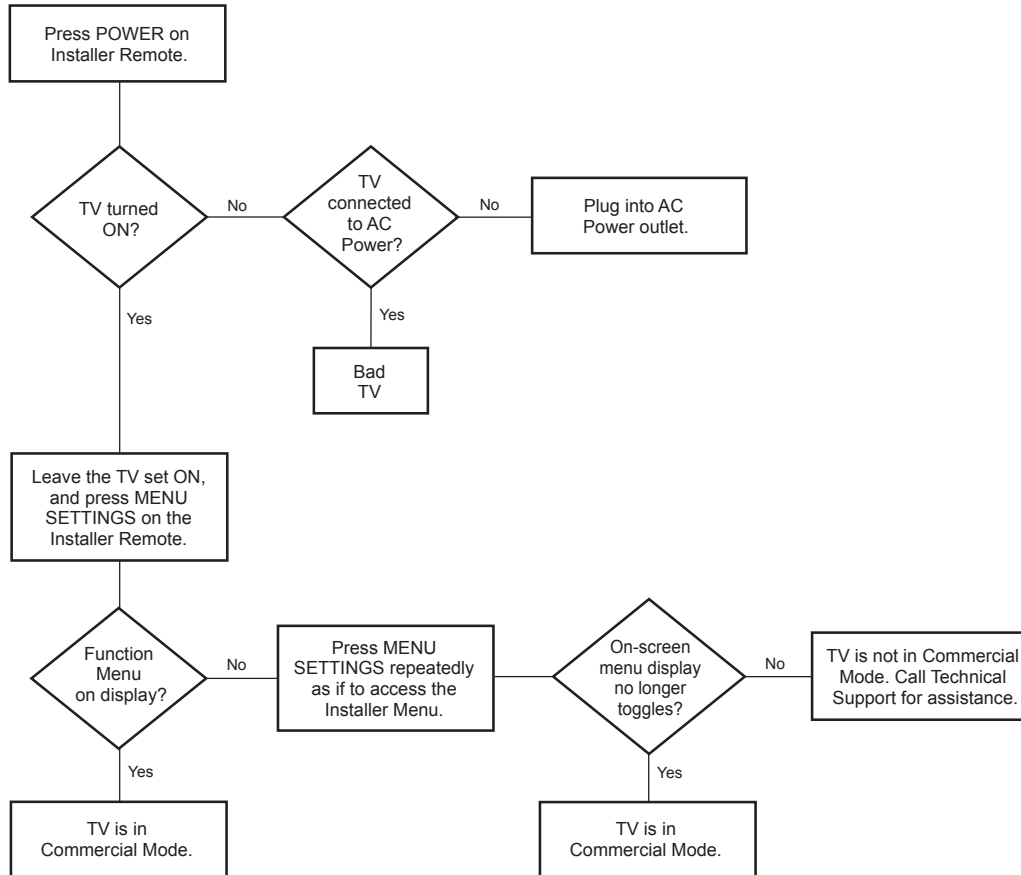 Press POWER on
Installer Remote.
TV turned
ON?
No
TV
connected
to AC
Power?
No
Plug into AC
Power outlet.
Yes
Yes
Bad
TV
Leave the TV set ON,
and press MENU
SETTINGS on the
Installer Remote.
Function
Menu
on display?
No
Press MENU
SETTINGS repeatedly
as if to access the
Installer Menu.
On-screen
menu display
no longer
toggles?
No
TV is not in Commercial
Mode. Call Technical
Support for assistance.
Yes
Yes
TV is in
Commercial Mode.
TV is in
Commercial Mode.